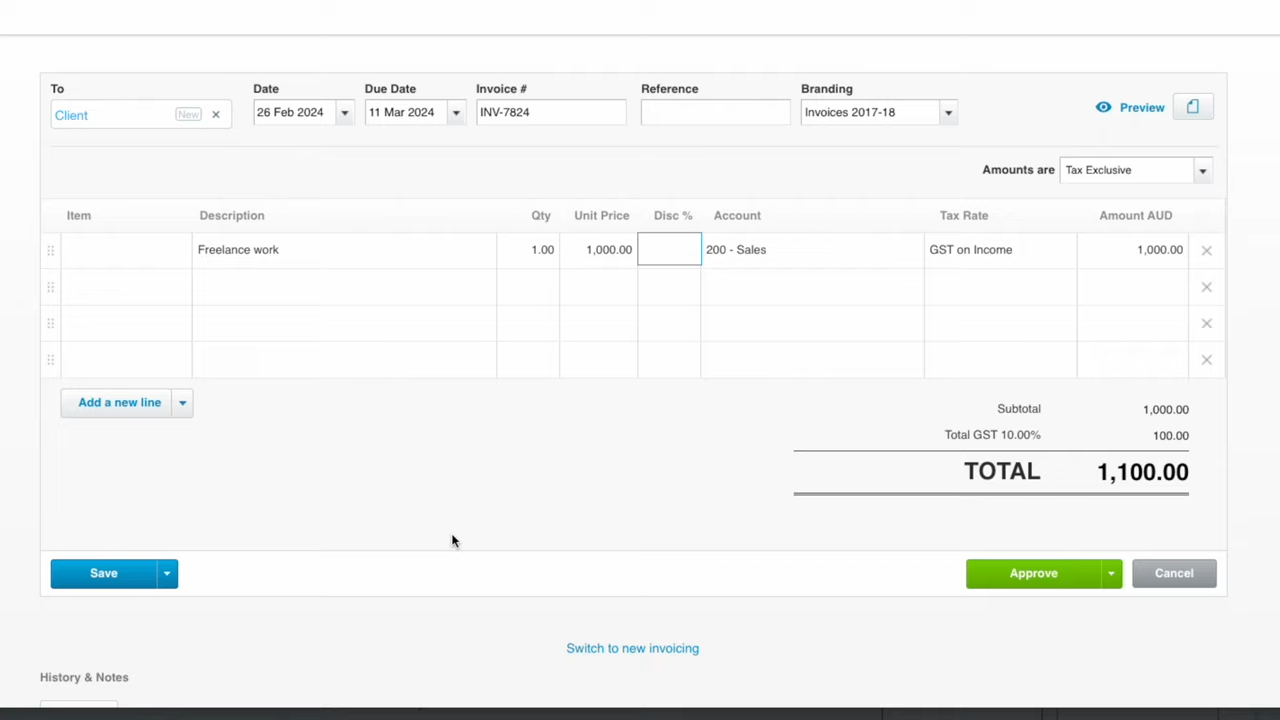 To Date Due Date Invoice # Reference Branding
Client New 26 Feb 2024 11 Mar 2024 INV-7824 Invoices 2017-18 Preview
Amounts are Tax Exclusive
Item Description Qty Unit Price Disc % Account Tax Rate Amount AUD
Freelance work 1.00 1,000.00 200 - Sales GST on Income 1,000.00
Add a new line
Subtotal 1,000.00
Total GST 10.00% 100.00
TOTAL 1,100.00
Save Approve Cancel
Switch to new invoicing
History & Notes